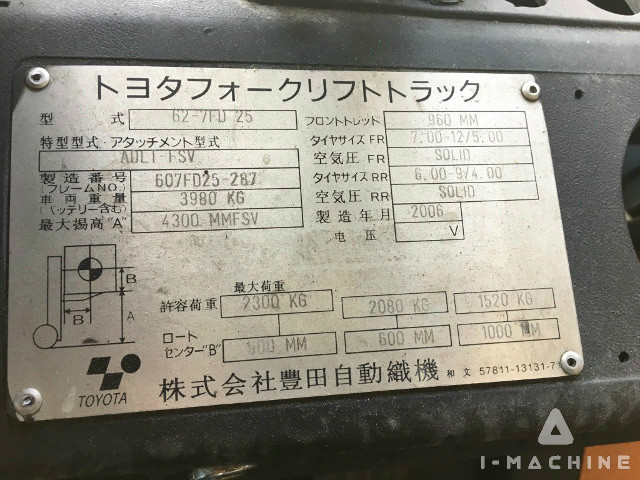 トヨタフォークリフトトラック
型式 62-7FD 25
特型型式・アタッチメント型式
FSV
製造番号 607FD25-287
(フレームNO.)
車両重量 3980 KG
(バッテリー含む)
最大揚高"A" 4300 MMFSV
フロントトレット 960 MM
タイヤサイズ FR 7.00-12/5.00
空気圧 FR SOLID
タイヤサイズ RR 6.00-9/4.00
空気圧 RR SOLID
製造年月 2006
电压 V
B
B
A
最大荷重
許容荷重 2300 KG 2080 KG 1520 KG
ロート
センター"B" 500 MM 600 MM 1000 MM
TOYOTA
株式会社豊田自動織機 和文 57811-13131-71
I-MACHINE